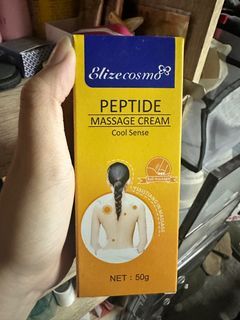 Elizecosmo
PEPTIDE
MASSAGE CREAM
Cool Sense
NET : 50g